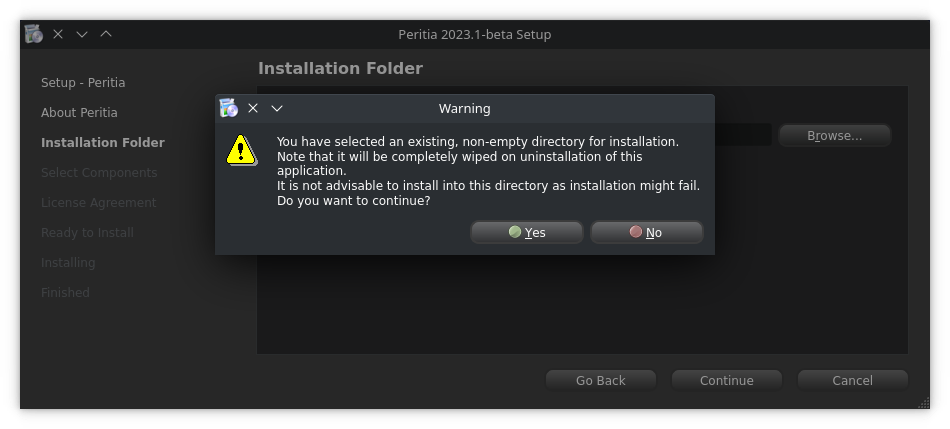 Peritia 2023.1-beta Setup
Installation Folder
Setup - Peritia
About Peritia
Installation Folder
Select Components
License Agreement
Ready to Install
Installing
Finished
Browse...
Warning
You have selected an existing, non-empty directory for installation.
Note that it will be completely wiped on uninstallation of this
application.
It is not advisable to install into this directory as installation might fail.
Do you want to continue?
Yes
No
Go Back
Continue
Cancel